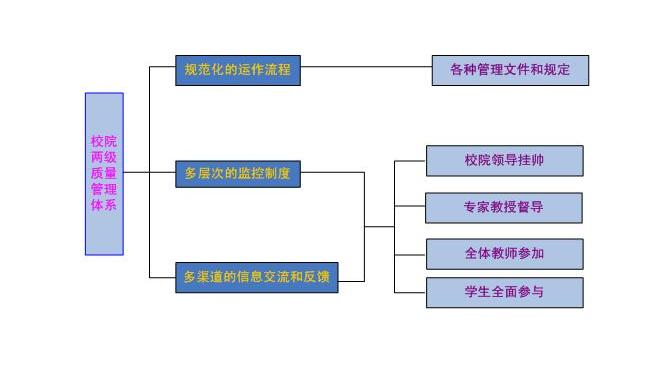 校院
两级
质量
管理
体系
规范化的运作流程
各种管理文件和规定
多层次的监控制度
校院领导挂帅
专家教授督导
全体教师参加
多渠道的信息交流和反馈
学生全面参与